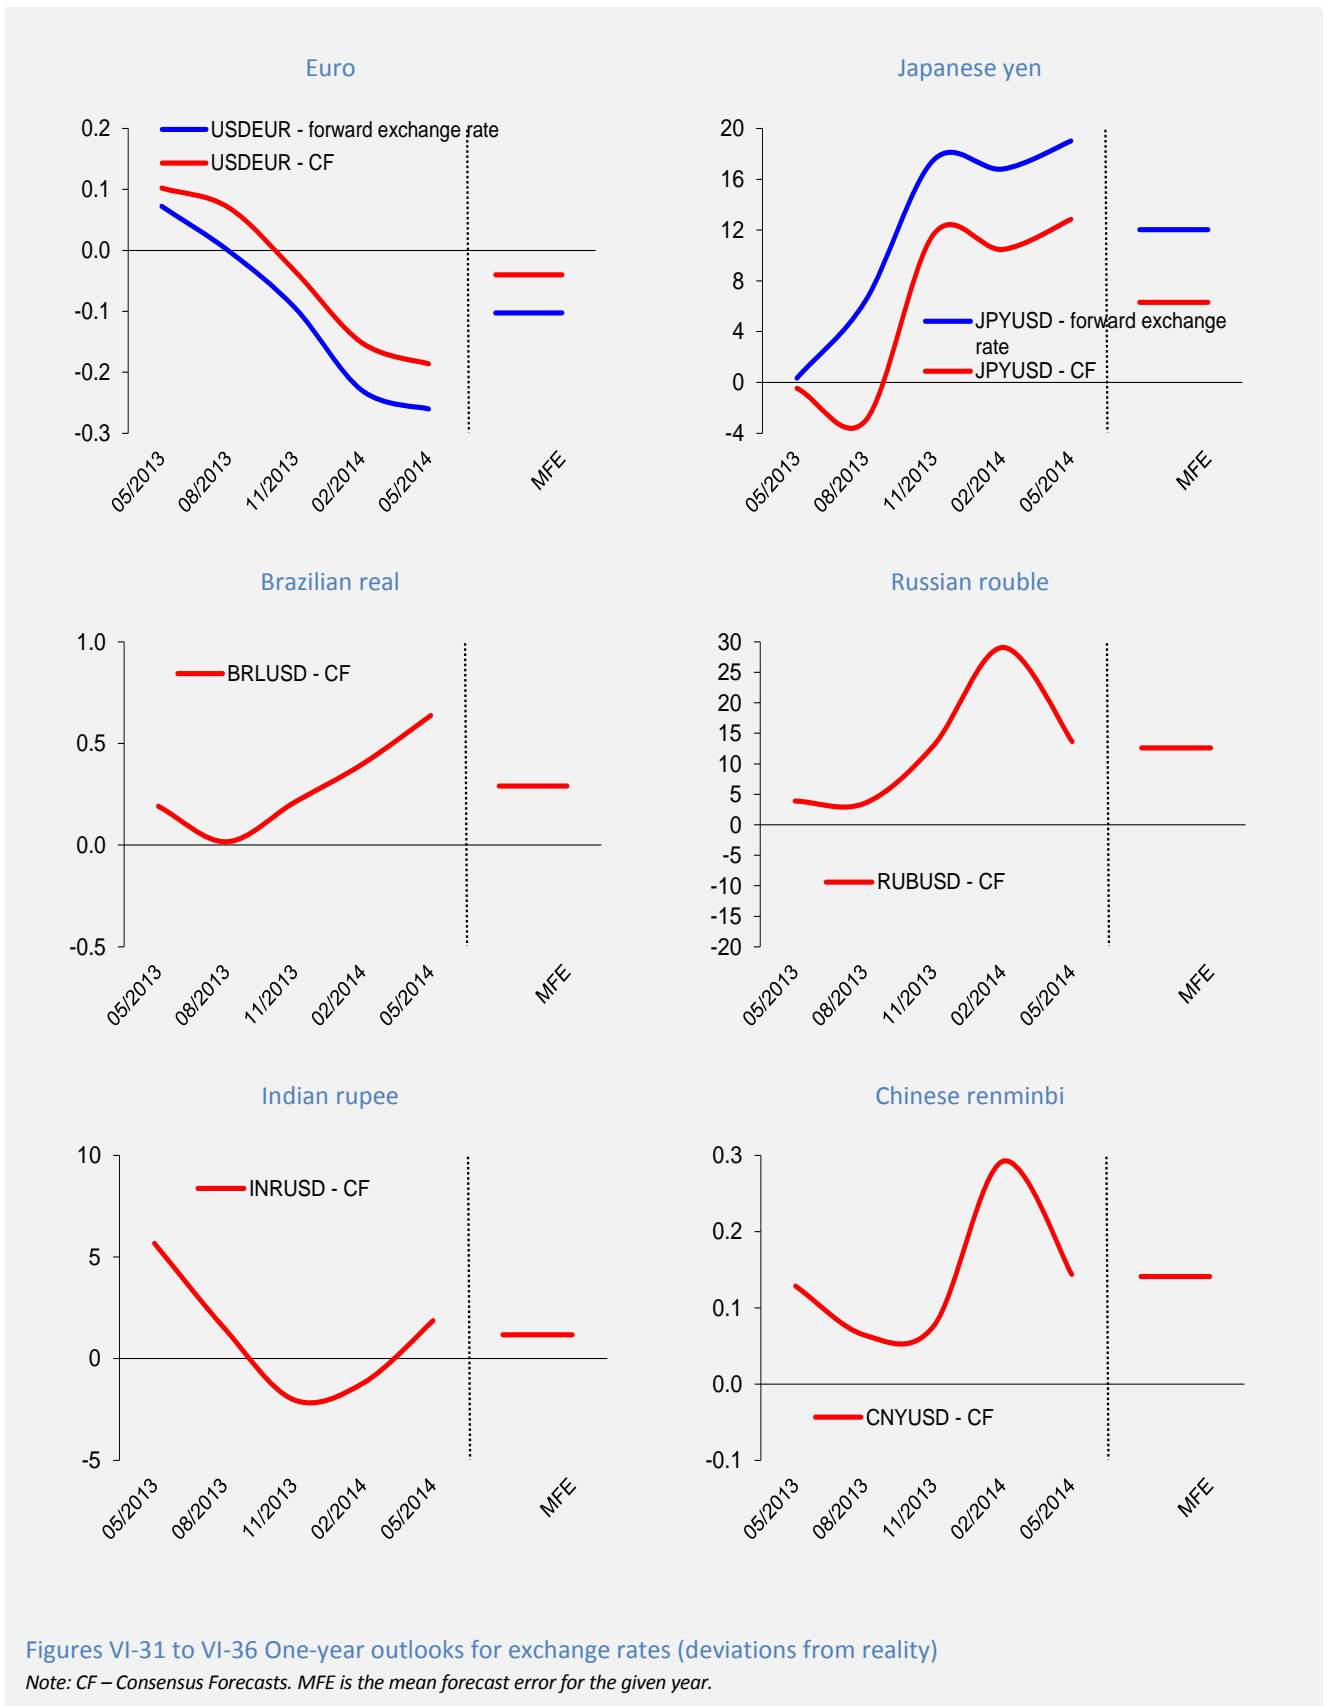 Euro
0.2
0.1
0.0
-0.1
-0.2
-0.3
USDEUR - forward exchange rate
USDEUR - CF
05/2013
08/2013
11/2013
02/2014
05/2014
MFE
Japanese yen
20
16
12
8
4
0
-4
JPYUSD - forward exchange
rate
JPYUSD - CF
05/2013
08/2013
11/2013
02/2014
05/2014
MFE
Brazilian real
1.0
0.5
0.0
-0.5
BRLUSD - CF
05/2013
08/2013
11/2013
02/2014
05/2014
MFE
Russian rouble
30
25
20
15
10
5
0
-5
-10
-15
-20
RUBUSD - CF
05/2013
08/2013
11/2013
02/2014
05/2014
MFE
Indian rupee
10
5
0
-5
INRUSD - CF
05/2013
08/2013
11/2013
02/2014
05/2014
MFE
Chinese renminbi
0.3
0.2
0.1
0.0
-0.1
CNYUSD - CF
05/2013
08/2013
11/2013
02/2014
05/2014
MFE
Figures VI-31 to VI-36 One-year outlooks for exchange rates (deviations from reality)
Note: CF – Consensus Forecasts. MFE is the mean forecast error for the given year.